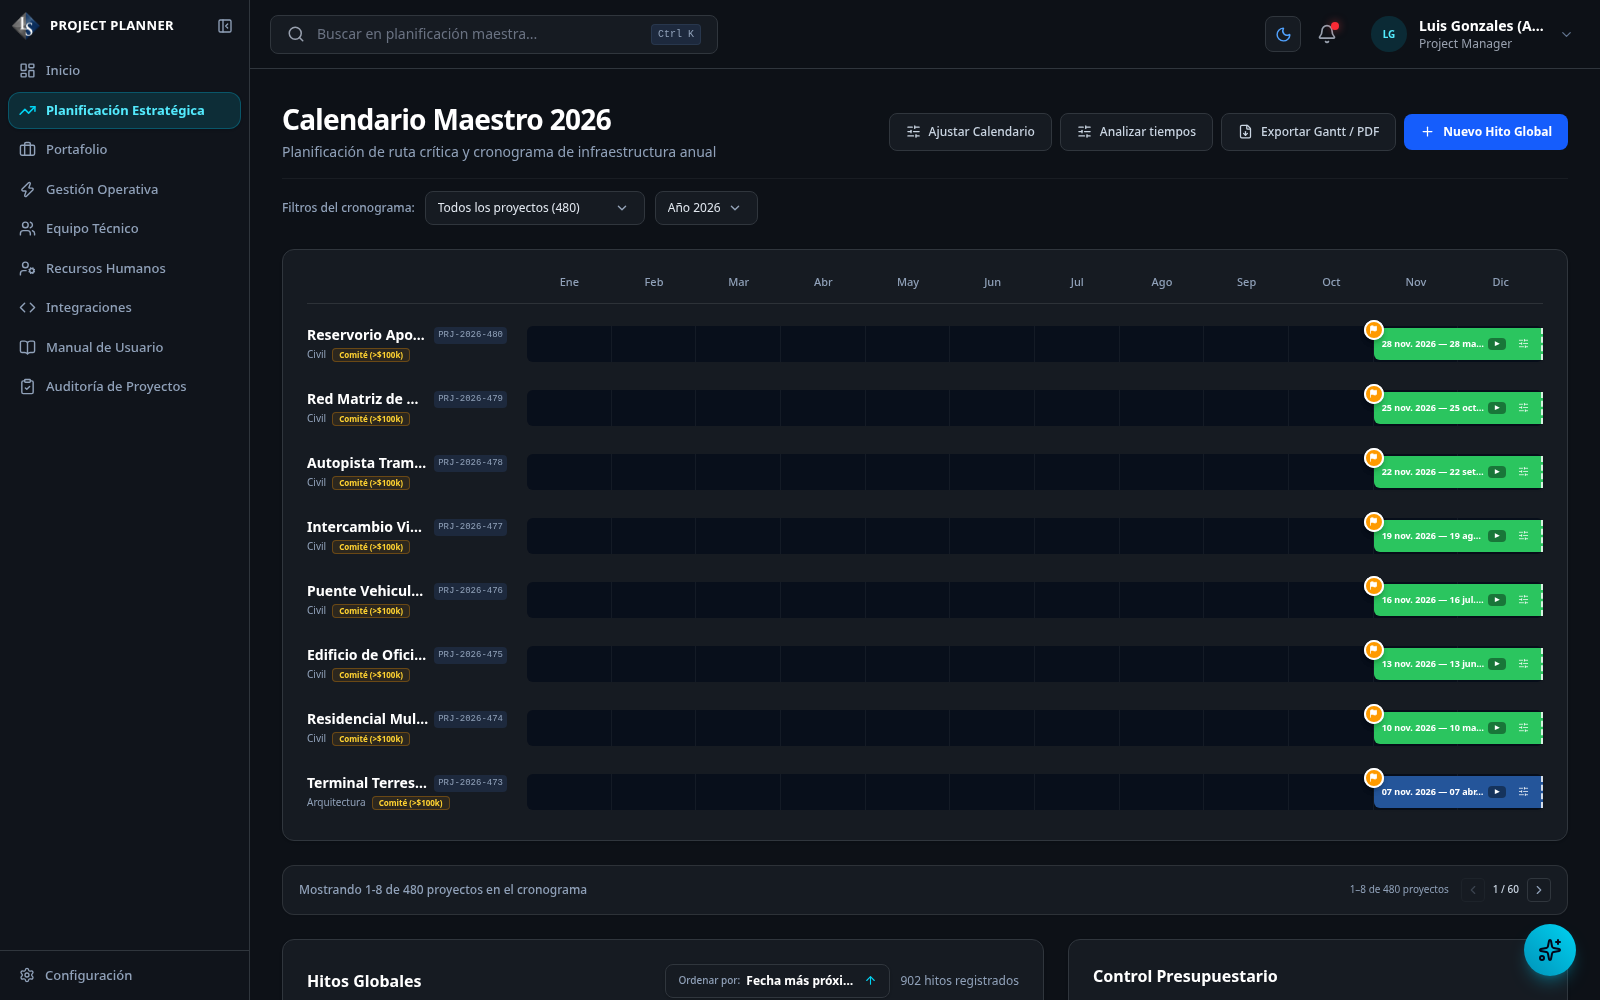 PROJECT PLANNER
Buscar en planificación maestra...
Ctrl K
LG
Luis Gonzales (A...
Project Manager
Inicio
Planificación Estratégica
Portafolio
Gestión Operativa
Equipo Técnico
Recursos Humanos
Integraciones
Manual de Usuario
Auditoría de Proyectos
Configuración
Calendario Maestro 2026
Planificación de ruta crítica y cronograma de infraestructura anual
Ajustar Calendario
Analizar tiempos
Exportar Gantt / PDF
Nuevo Hito Global
Filtros del cronograma:
Todos los proyectos (480)
Año 2026
Ene Feb Mar Abr May Jun Jul Ago Sep Oct Nov Dic
Reservorio Apo... PRJ-2026-480
Civil Comité (>$100k)
28 nov. 2026 — 28 ma...
Red Matriz de ... PRJ-2026-479
Civil Comité (>$100k)
25 nov. 2026 — 25 oct...
Autopista Tram... PRJ-2026-478
Civil Comité (>$100k)
22 nov. 2026 — 22 set...
Intercambio Vi... PRJ-2026-477
Civil Comité (>$100k)
19 nov. 2026 — 19 ag...
Puente Vehicul... PRJ-2026-476
Civil Comité (>$100k)
16 nov. 2026 — 16 jul....
Edificio de Ofici... PRJ-2026-475
Civil Comité (>$100k)
13 nov. 2026 — 13 jun...
Residencial Mul... PRJ-2026-474
Civil Comité (>$100k)
10 nov. 2026 — 10 ma...
Terminal Terres... PRJ-2026-473
Arquitectura Comité (>$100k)
07 nov. 2026 — 07 abr...
Mostrando 1-8 de 480 proyectos en el cronograma
1–8 de 480 proyectos
1 / 60
Hitos Globales
Ordenar por: Fecha más próxi...
902 hitos registrados
Control Presupuestario